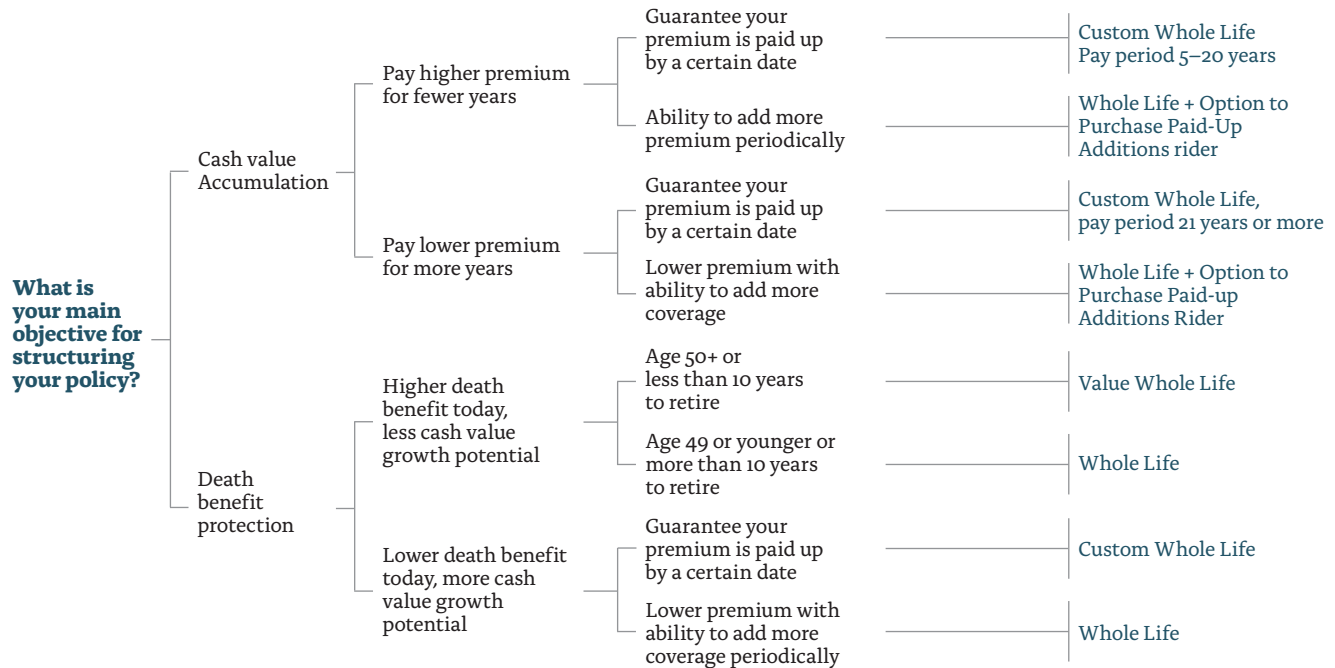 What is
your main
objective for
structuring
your policy?
Cash value
Accumulation
Pay higher premium
for fewer years
Guarantee your
premium is paid up
by a certain date
Custom Whole Life
Pay period 5–20 years
Ability to add more
premium periodically
Whole Life + Option to
Purchase Paid-Up
Additions rider
Pay lower premium
for more years
Guarantee your
premium is paid up
by a certain date
Custom Whole Life,
pay period 21 years or more
Lower premium with
ability to add more
coverage
Whole Life + Option to
Purchase Paid-up
Additions Rider
Death
benefit
protection
Higher death
benefit today,
less cash value
growth potential
Age 50+ or
less than 10 years
to retire
Value Whole Life
Age 49 or younger or
more than 10 years
to retire
Whole Life
Lower death benefit
today, more cash
value growth
potential
Guarantee your
premium is paid up
by a certain date
Custom Whole Life
Lower premium with
ability to add more
coverage periodically
Whole Life